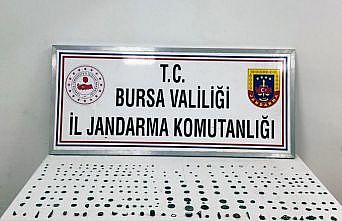 T.C.
BURSA VALİLİĞİ
İL JANDARMA KOMUTANLIĞI